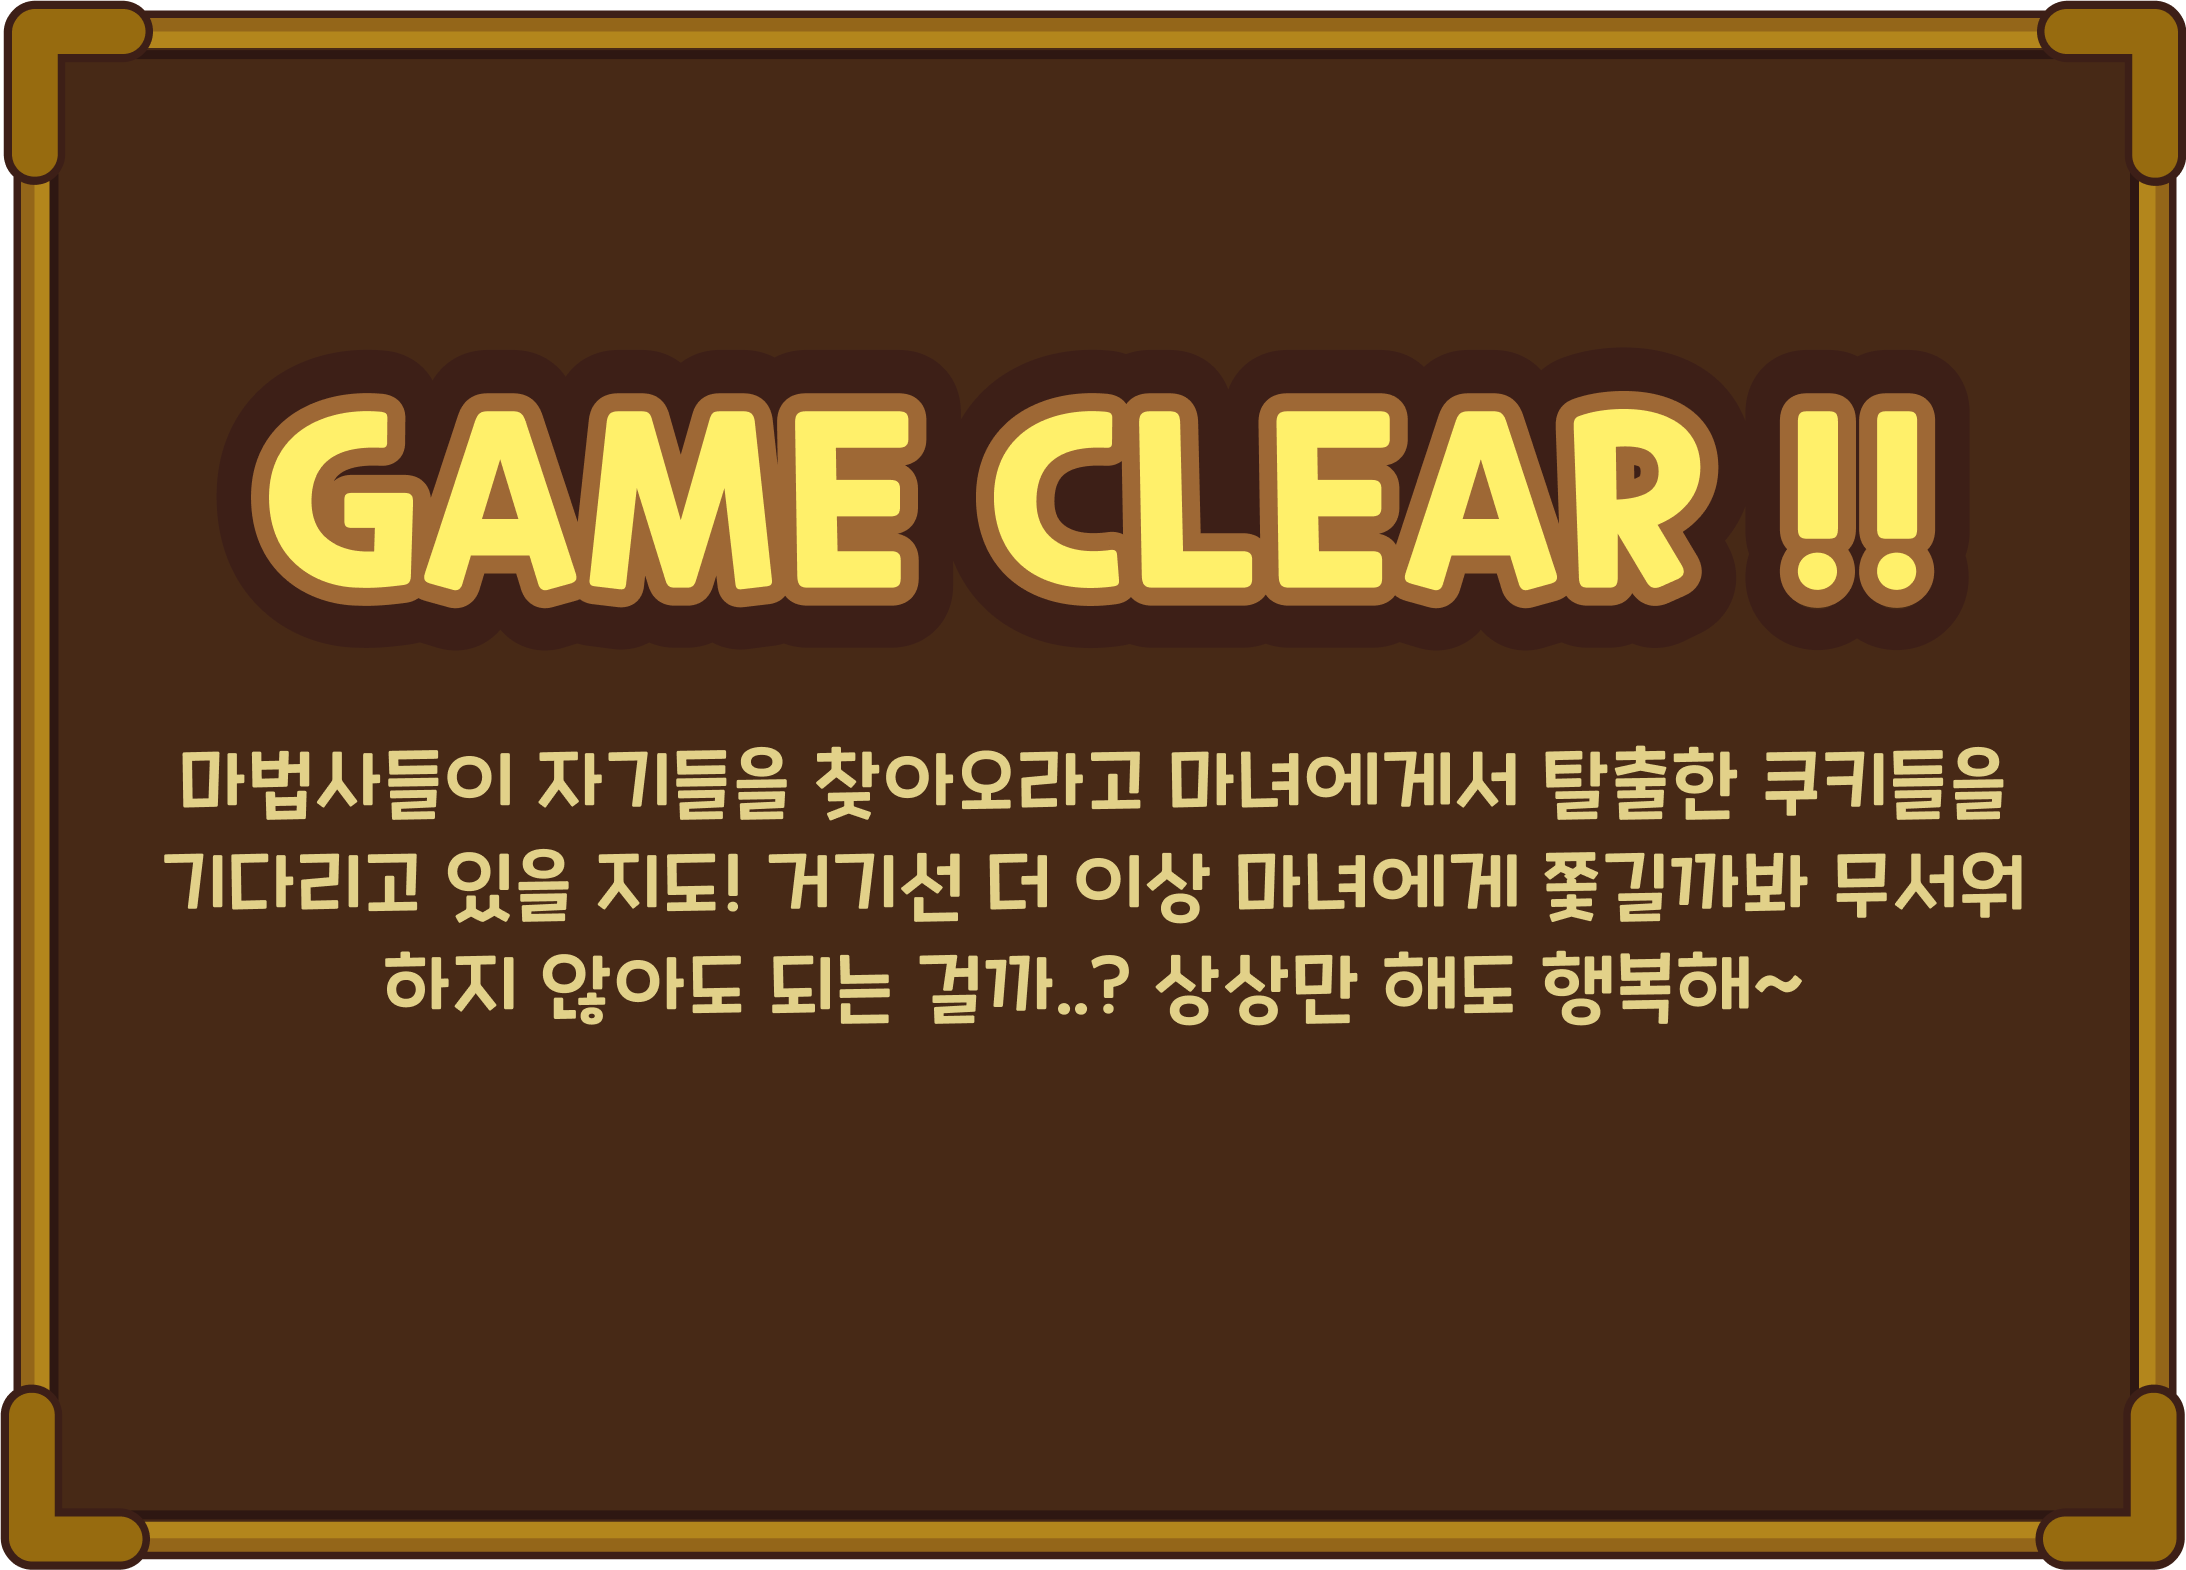 GAME CLEAR !!
마법사들이 자기들을 찾아오라고 마녀에게서 탈출한 쿠키들을
기다리고 있을 지도! 거기선 더 이상 마녀에게 쫓길까봐 무서워
하지 않아도 되는 걸까..? 상상만 해도 행복해~